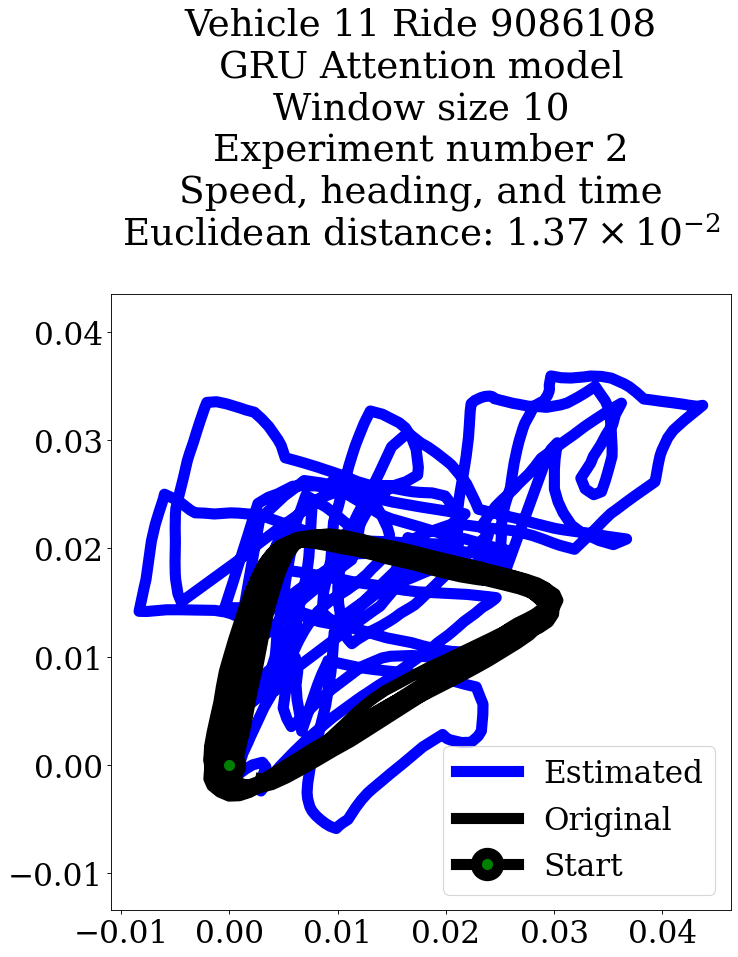 Vehicle 11 Ride 9086108
GRU Attention model
Window size 10
Experiment number 2
Speed, heading, and time
Euclidean distance: 1.37 × 10⁻²
0.04
0.03
0.02
0.01
0.00
−0.01
Estimated
Original
Start
−0.01 0.00 0.01 0.02 0.03 0.04